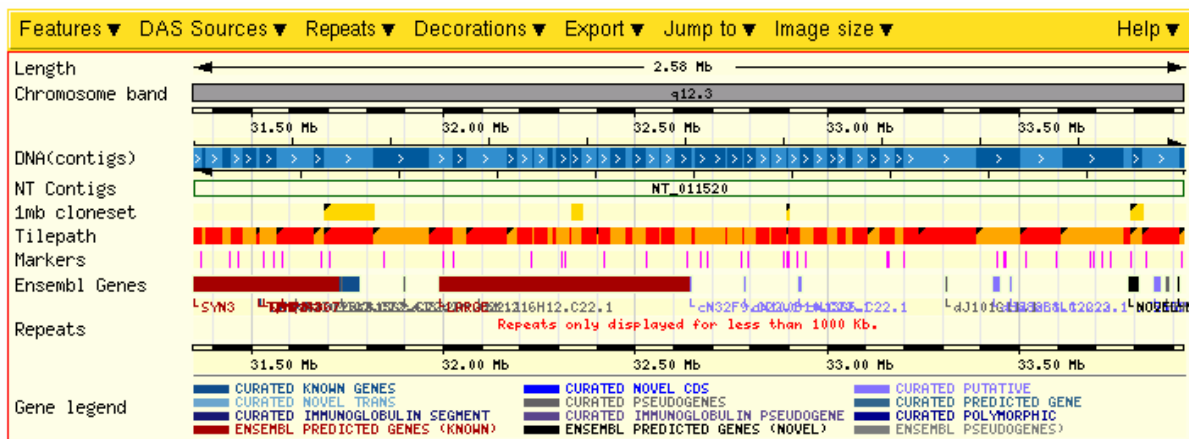 Features ▼ DAS Sources ▼ Repeats ▼ Decorations ▼ Export ▼ Jump to ▼ Image size ▼ Help ▼
Length 2.58 Mb
Chromosome band q12.3
31.50 Mb 32.00 Mb 32.50 Mb 33.00 Mb 33.50 Mb
DNA(contigs)
NT Contigs NT_011520
1mb cloneset
Tilepath
Markers
Ensembl Genes
SYN3 LARGE
Repeats Repeats only displayed for less than 1000 Kb.
31.50 Mb 32.00 Mb 32.50 Mb 33.00 Mb 33.50 Mb
Gene legend
CURATED KNOWN GENES CURATED NOVEL CDS CURATED PUTATIVE
CURATED NOVEL TRANS CURATED PSEUDOGENES CURATED PREDICTED GENE
CURATED IMMUNOGLOBULIN SEGMENT CURATED IMMUNOGLOBULIN PSEUDOGENE CURATED POLYMORPHIC
ENSEMBL PREDICTED GENES (KNOWN) ENSEMBL PREDICTED GENES (NOVEL) ENSEMBL PSEUDOGENES)